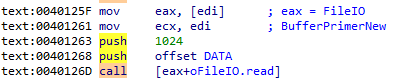 text:0040125F mov eax, [edi] ; eax = FileIO
text:00401261 mov ecx, edi ; BufferPrimerNew
text:00401263 push 1024
text:00401268 push offset DATA
text:0040126D call [eax+oFileIO.read]